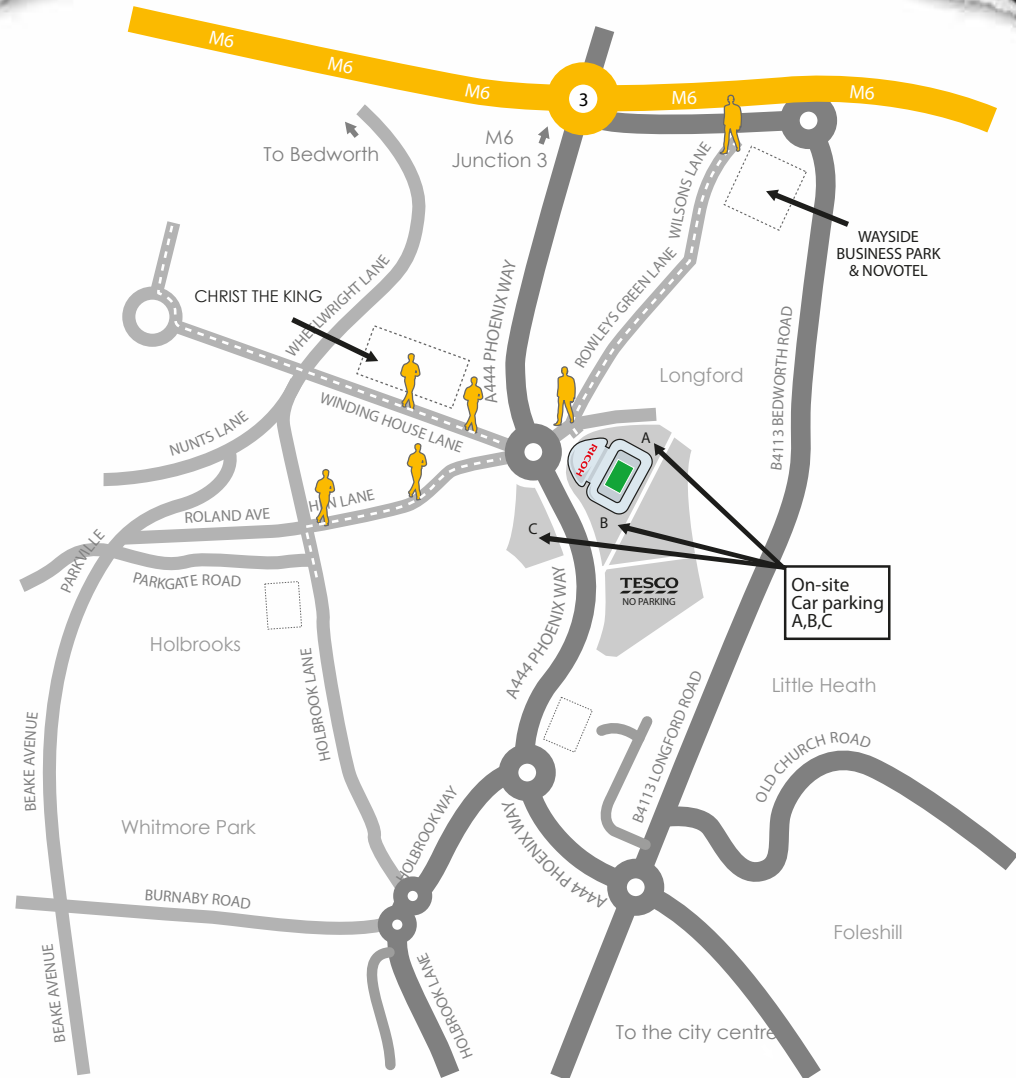 M6
M6
M6
3
M6
M6
M6
Junction 3
To Bedworth
WILSONS LANE
WAYSIDE
BUSINESS PARK
& NOVOTEL
CHRIST THE KING
WHEELWRIGHT LANE
A444 PHOENIX WAY
ROWLEYS GREEN LANE
Longford
B4113 BEDWORTH ROAD
WINDING HOUSE LANE
NUNTS LANE
RICOH
A
B
C
LANE
ROLAND AVE
PARKVILLE
PARKGATE ROAD
TESCO
NO PARKING
On-site
Car parking
A,B,C
Holbrooks
A444 PHOENIX WAY
HOLBROOK LANE
Little Heath
B4113 LONGFORD ROAD
OLD CHURCH ROAD
BEAKE AVENUE
Whitmore Park
HOLBROOK WAY
A444 PHOENIX WAY
BURNABY ROAD
Foleshill
BEAKE AVENUE
HOLBROOK LANE
To the city centre